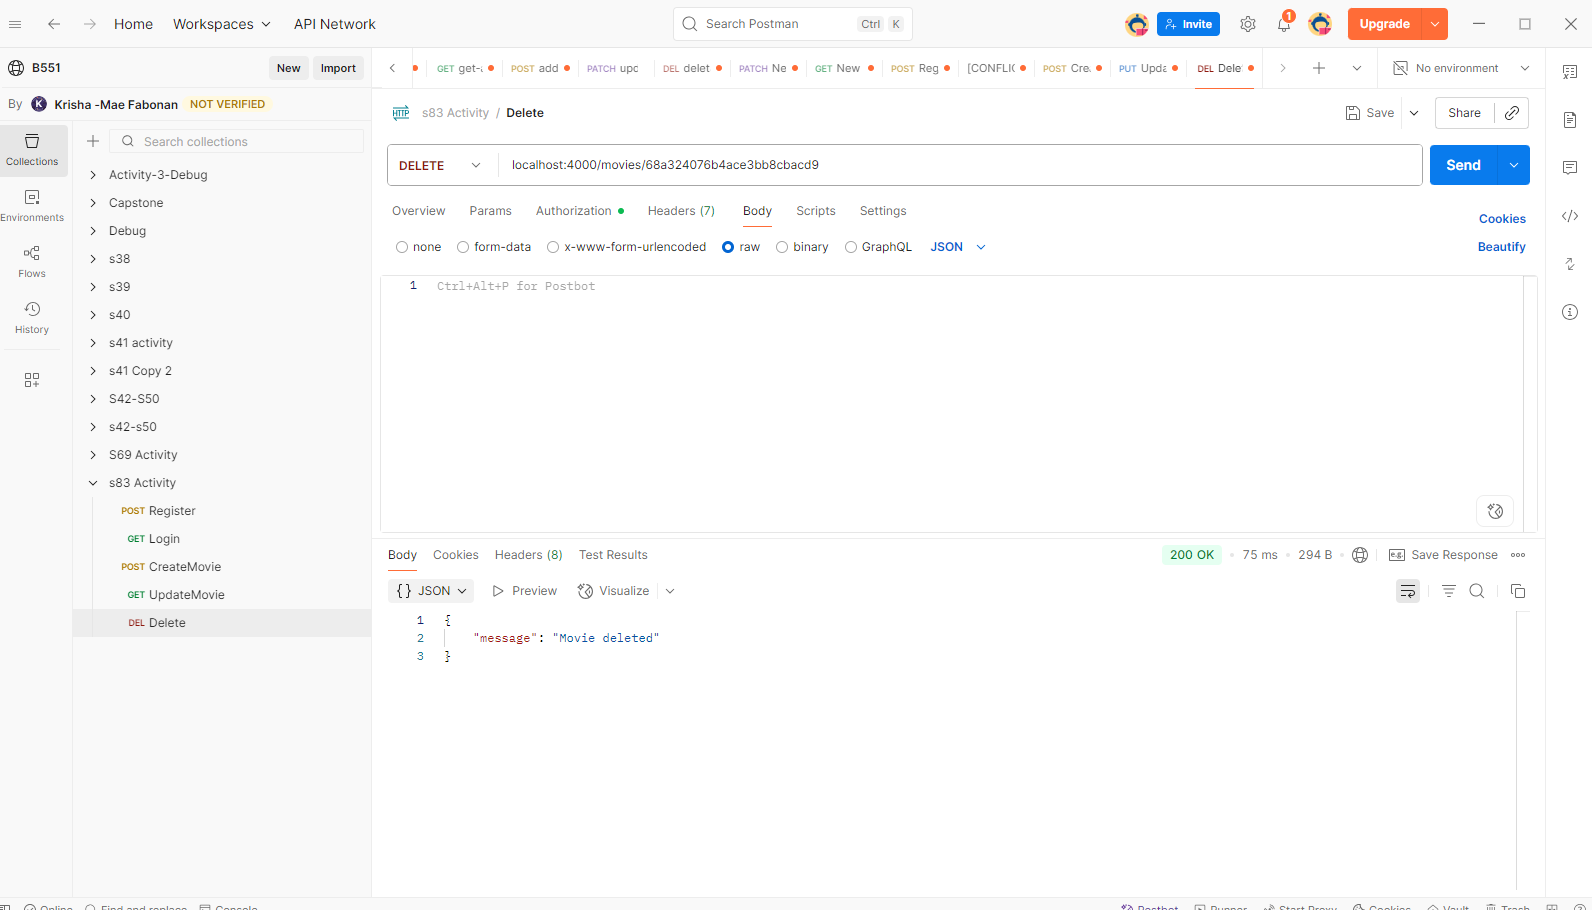 Home
Workspaces
API Network
Search Postman
Ctrl
K
Invite
1
Upgrade
B551
New
Import
By
K
Krisha -Mae Fabonan
NOT VERIFIED
GET get-
POST add
PATCH upc
DEL delet
PATCH Ne
GET New
POST Reg
[CONFLIC
POST Cre
PUT Upda
DEL Dele
No environment
Collections
Environments
Flows
History
Search collections
Activity-3-Debug
Capstone
Debug
s38
s39
s40
s41 activity
s41 Copy 2
S42-S50
s42-s50
S69 Activity
s83 Activity
POST Register
GET Login
POST CreateMovie
GET UpdateMovie
DEL Delete
HTTP
s83 Activity / Delete
Save
Share
DELETE
localhost:4000/movies/68a324076b4ace3bb8cbacd9
Send
Overview
Params
Authorization
Headers (7)
Body
Scripts
Settings
Cookies
none
form-data
x-www-form-urlencoded
raw
binary
GraphQL
JSON
Beautify
1
Ctrl+Alt+P for Postbot
Body
Cookies
Headers (8)
Test Results
200 OK
75 ms
294 B
e.g.
Save Response
{} JSON
Preview
Visualize
1 {
2 "message": "Movie deleted"
3 }
Online
Find and replace
Console
Postbot
Runner
Start Proxy
Cookies
Vault
Trash